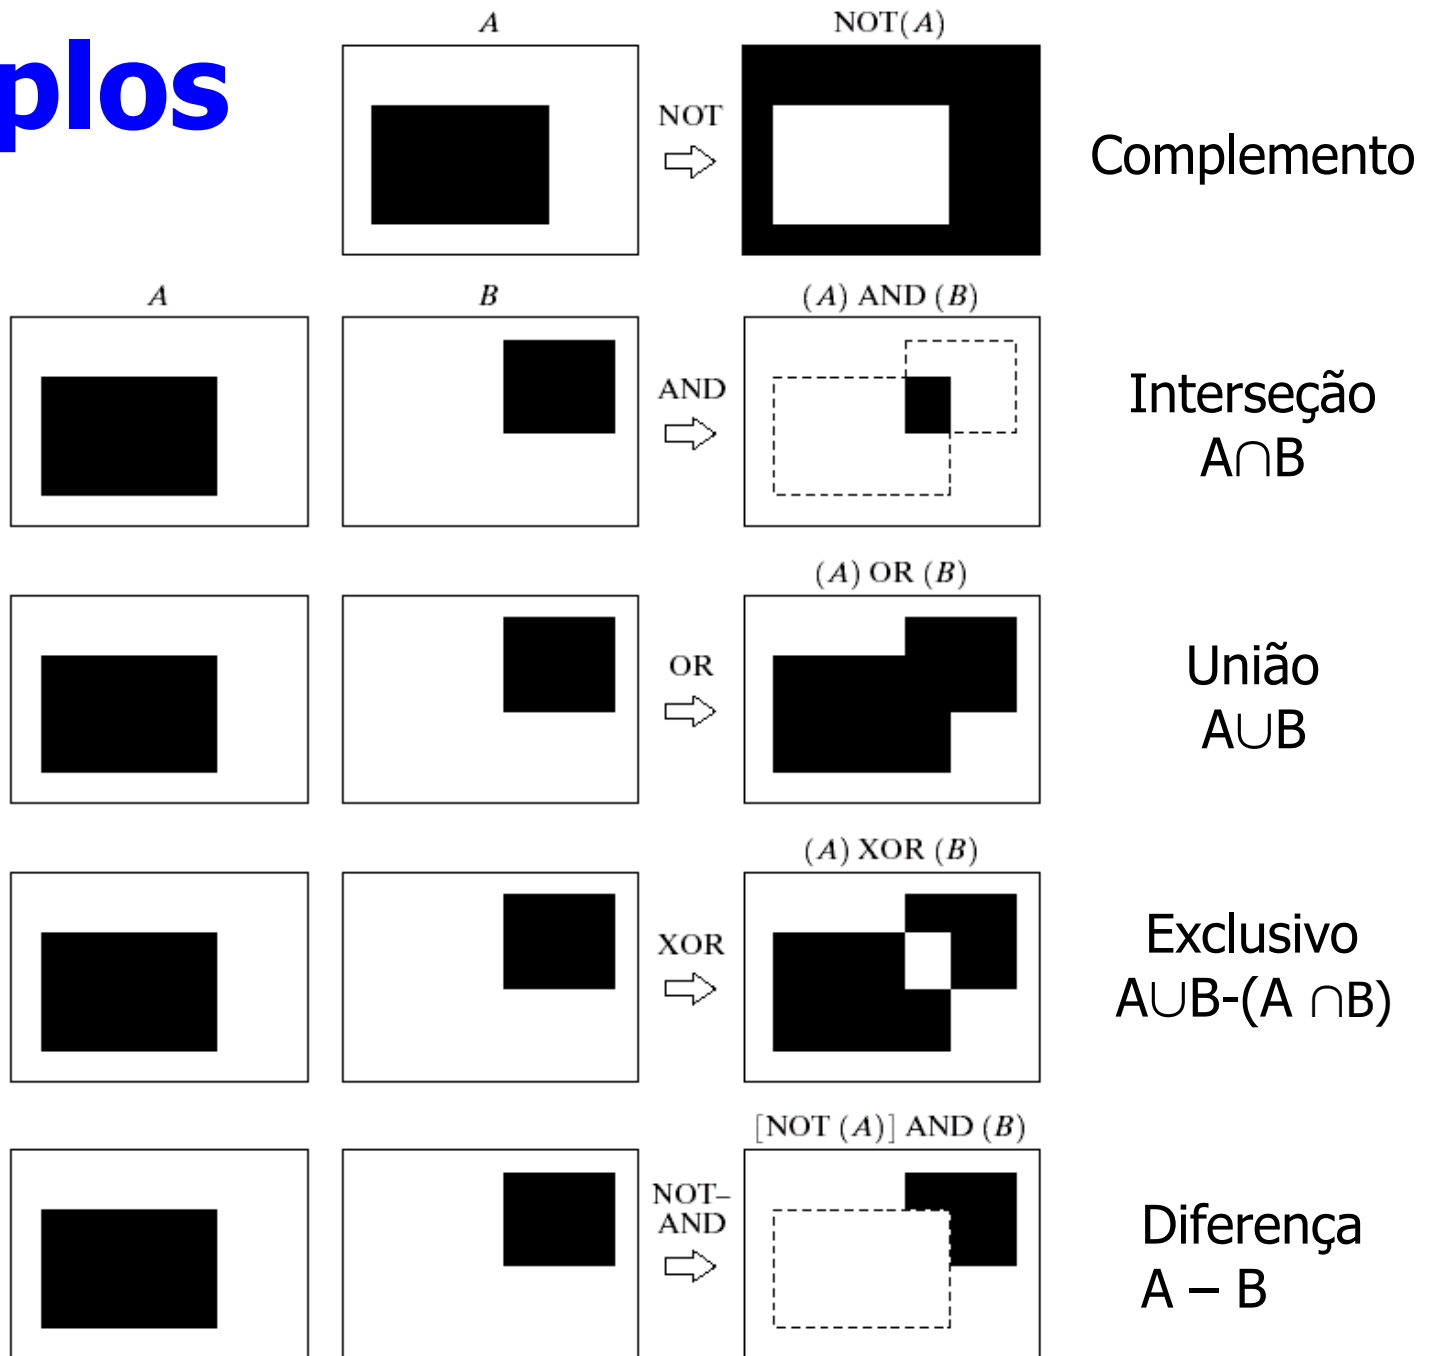 plos
A
NOT(A)
NOT
Complemento
A
B
(A) AND (B)
AND
Interseção
A∩B
(A) OR (B)
OR
União
A∪B
(A) XOR (B)
XOR
Exclusivo
A∪B-(A ∩B)
[NOT (A)] AND (B)
NOT–
AND
Diferença
A – B